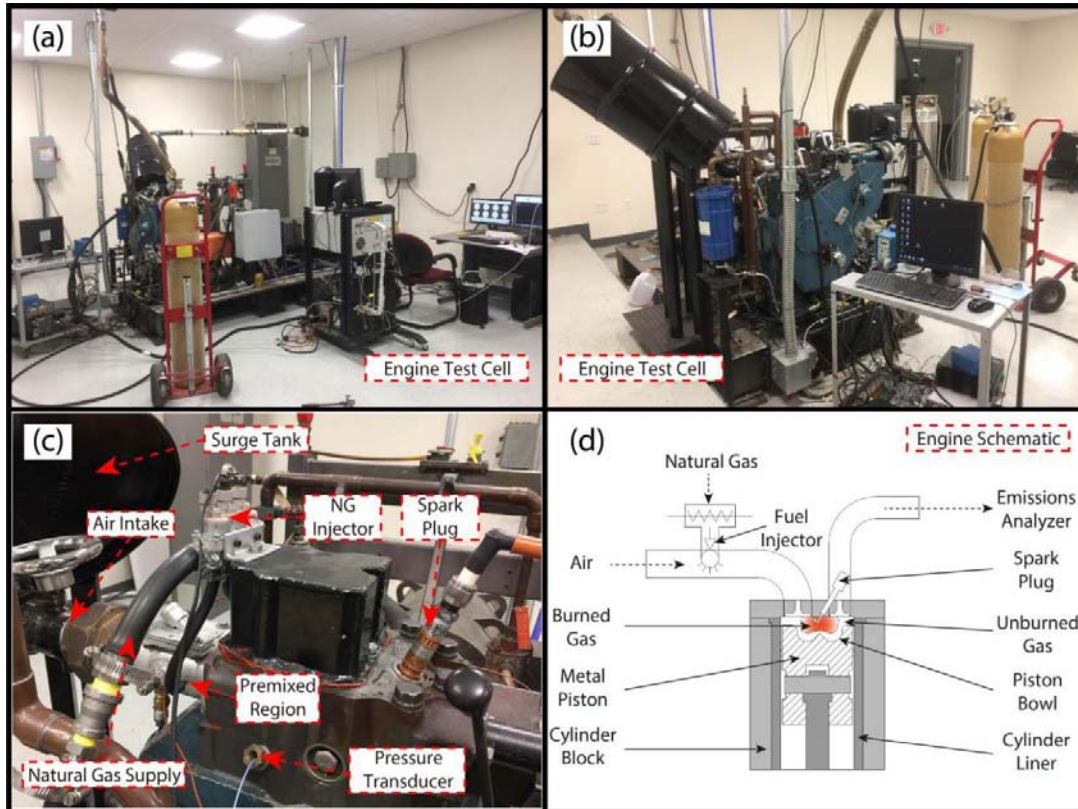 (a)
Engine Test Cell
(b)
Engine Test Cell
(c)
Surge Tank
Air Intake
NG
Injector
Spark
Plug
Premixed
Region
Natural Gas Supply
Pressure
Transducer
(d)
Engine Schematic
Natural Gas
Fuel
Injector
Air
Emissions
Analyzer
Spark
Plug
Burned
Gas
Unburned
Gas
Metal
Piston
Piston
Bowl
Cylinder
Block
Cylinder
Liner